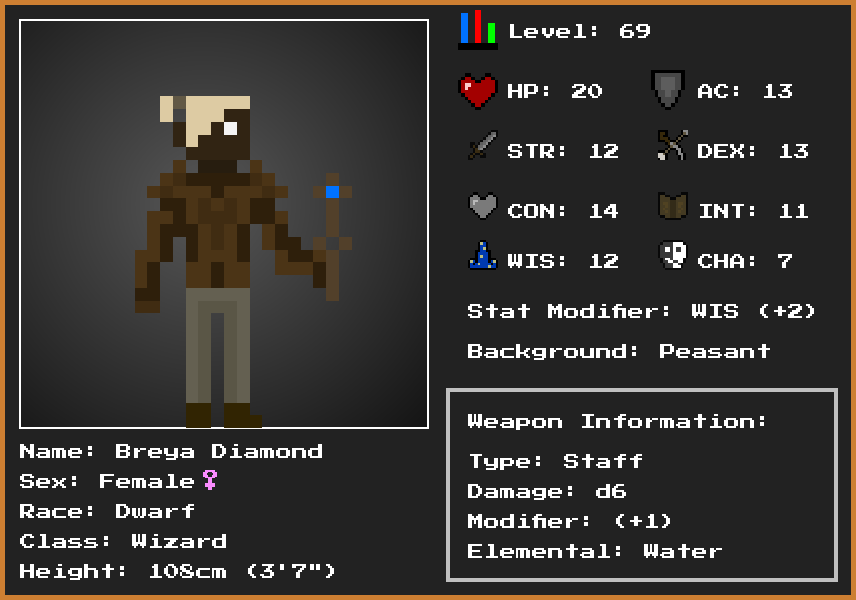 Level: 69
HP: 20
AC: 13
STR: 12
DEX: 13
CON: 14
INT: 11
WIS: 12
CHA: 7
Stat Modifier: WIS (+2)
Background: Peasant
Weapon Information:
Type: Staff
Damage: d6
Modifier: (+1)
Elemental: Water
Name: Breya Diamond
Sex: Female♀
Race: Dwarf
Class: Wizard
Height: 108cm (3'7")